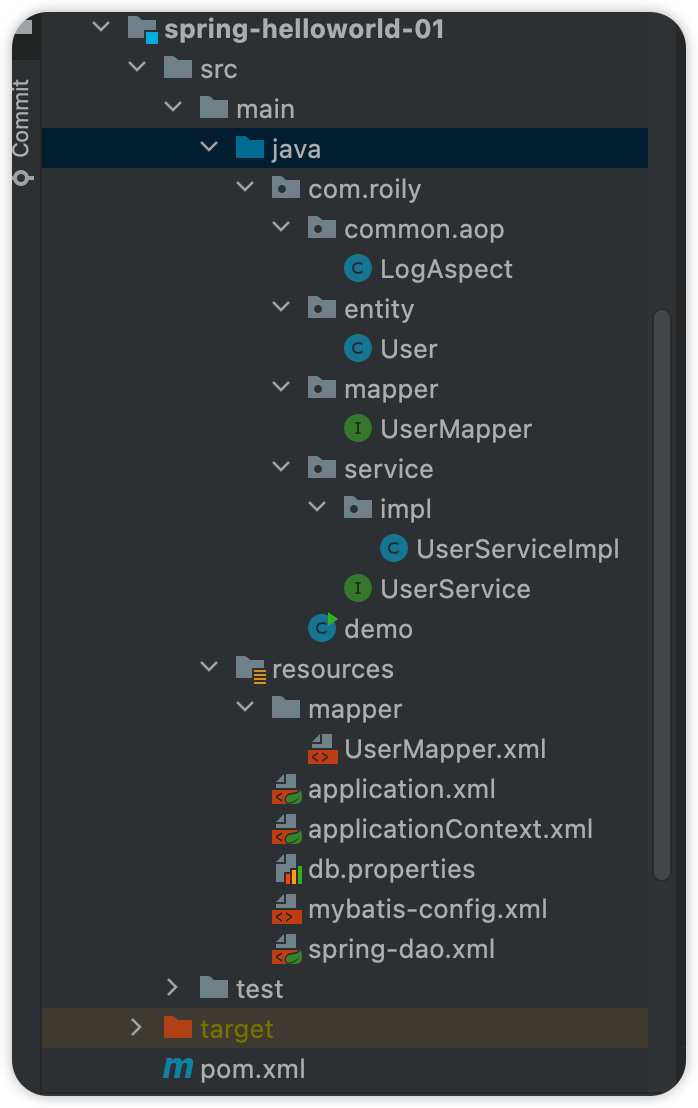 spring-helloworld-01
src
Commit
main
java
com.roily
common.aop
C LogAspect
entity
C User
mapper
I UserMapper
service
impl
C UserServiceImpl
I UserService
C demo
resources
mapper
<> UserMapper.xml
application.xml
applicationContext.xml
db.properties
<> mybatis-config.xml
spring-dao.xml
test
target
m pom.xml